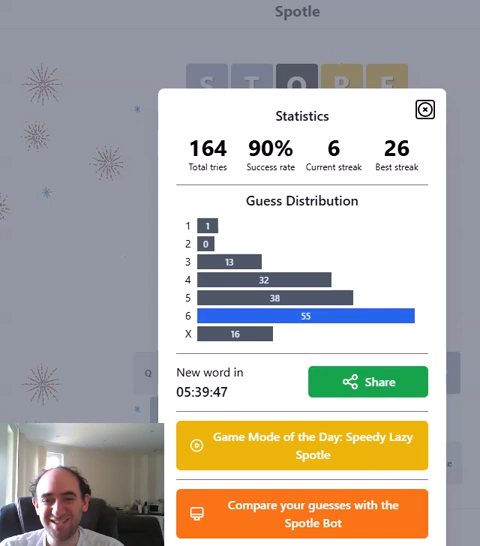 Spotle
S T O R E
Statistics
164 90% 6 26
Total tries Success rate Current streak Best streak
Guess Distribution
1 1
2 0
3 13
4 32
5 38
6 55
X 16
New word in
05:39:47
Share
Q
Game Mode of the Day: Speedy Lazy
Spotle
Compare your guesses with the
Spotle Bot